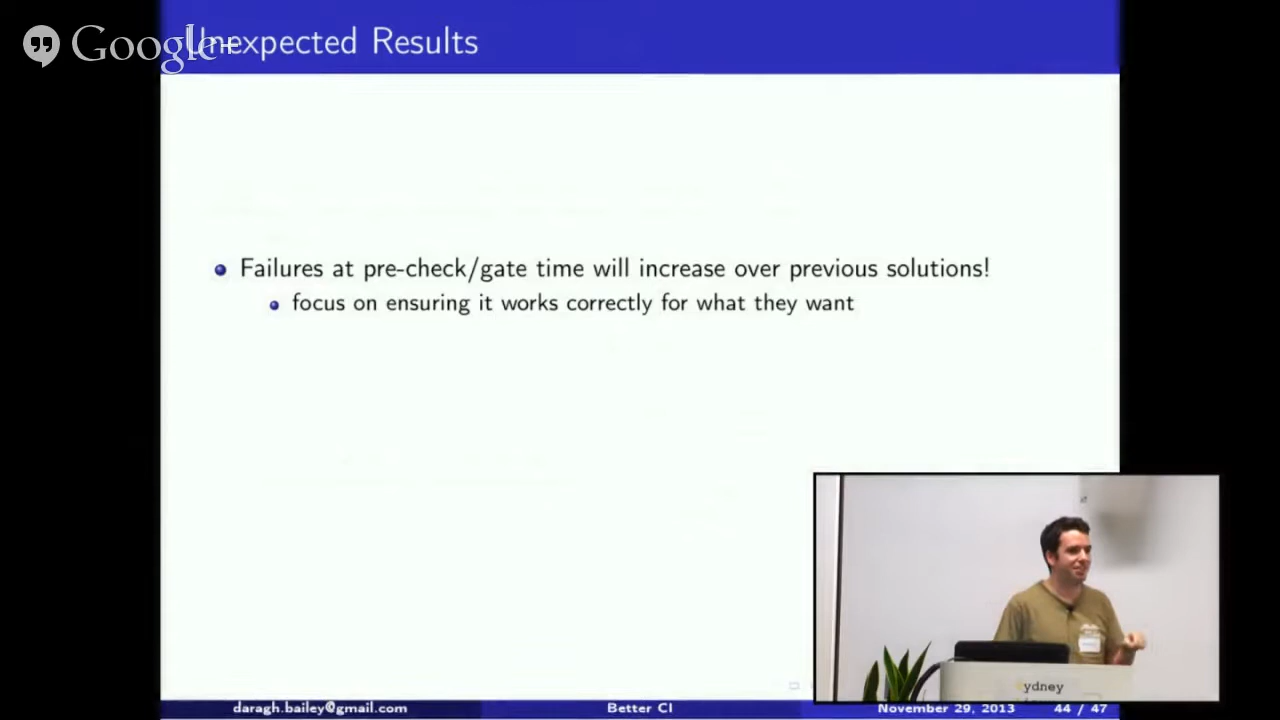 Google+
Unexpected Results
Failures at pre-check/gate time will increase over previous solutions!
focus on ensuring it works correctly for what they want
ydney
daragh.bailey@gmail.com Better CI November 29, 2013 44 / 47